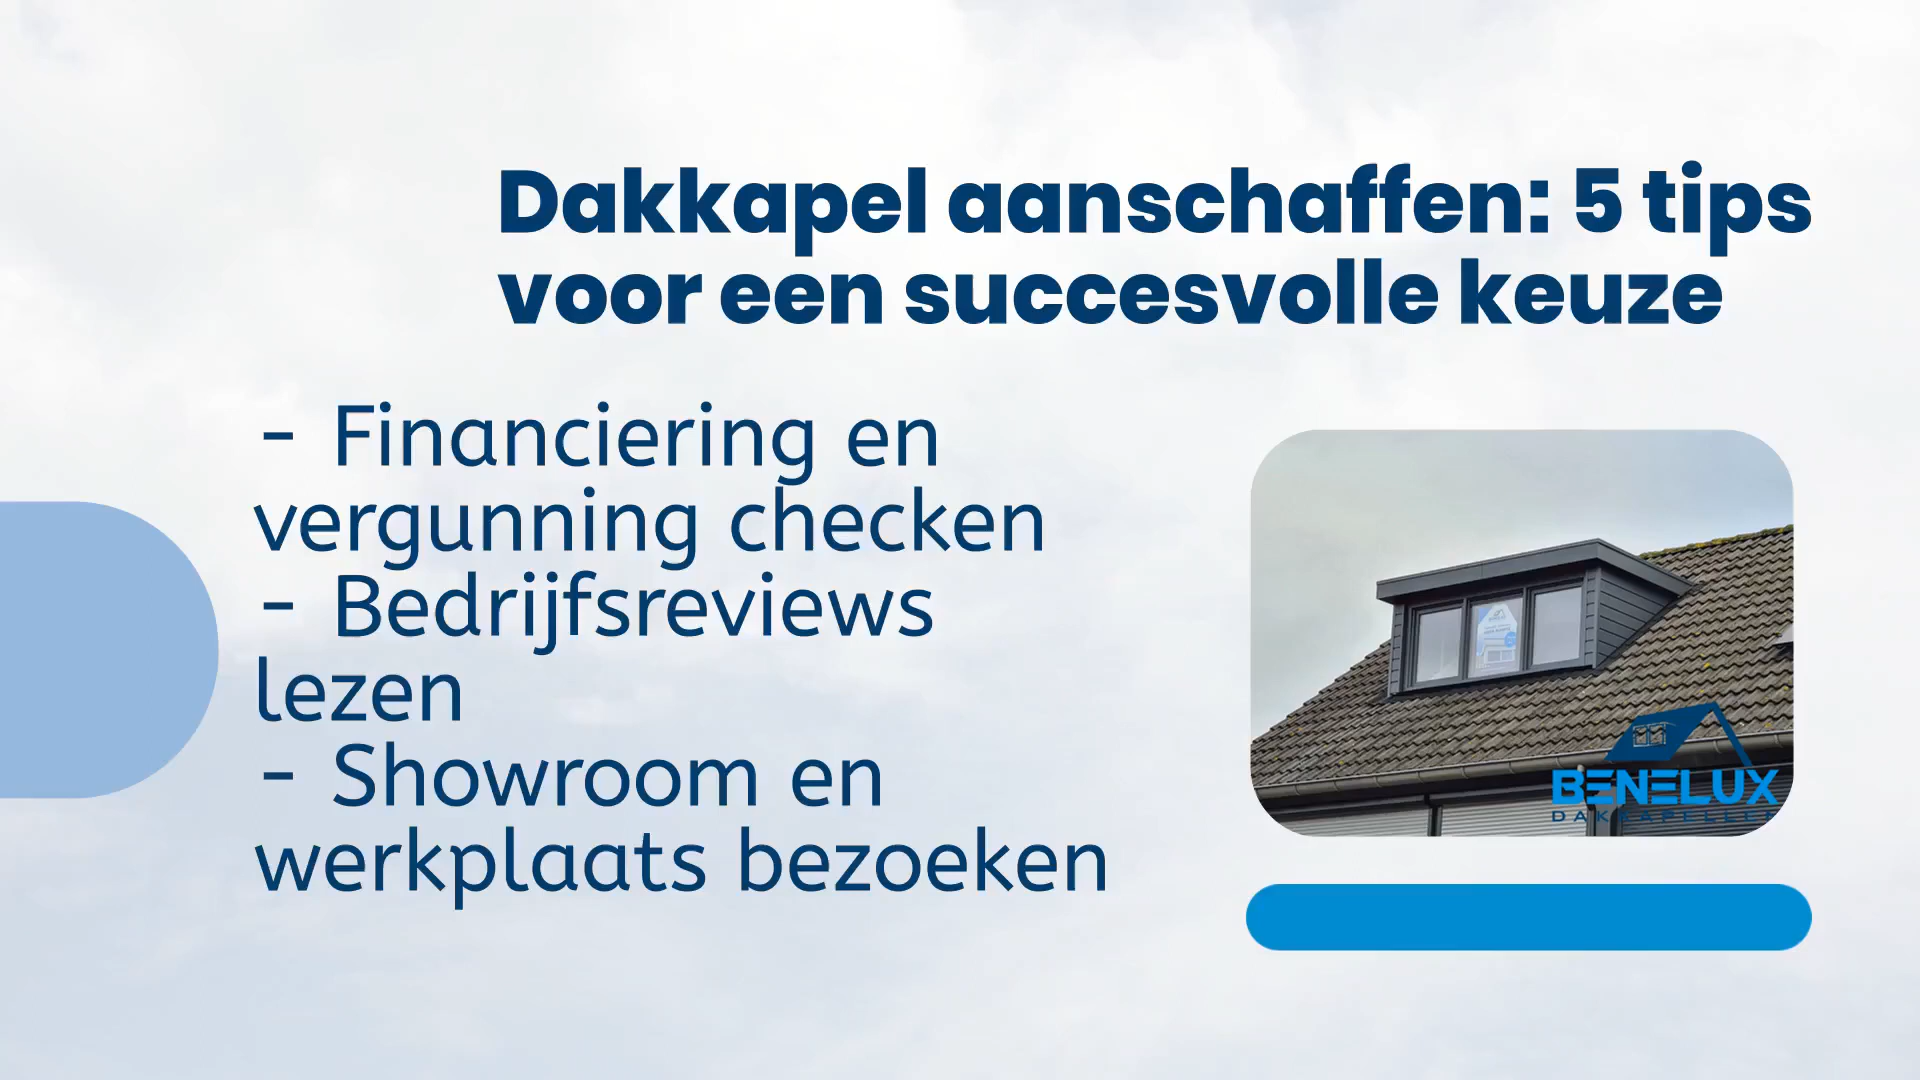 Dakkapel aanschaffen: 5 tips
voor een succesvolle keuze
- Financiering en
vergunning checken
- Bedrijfsreviews
lezen
- Showroom en
werkplaats bezoeken
BENELUX